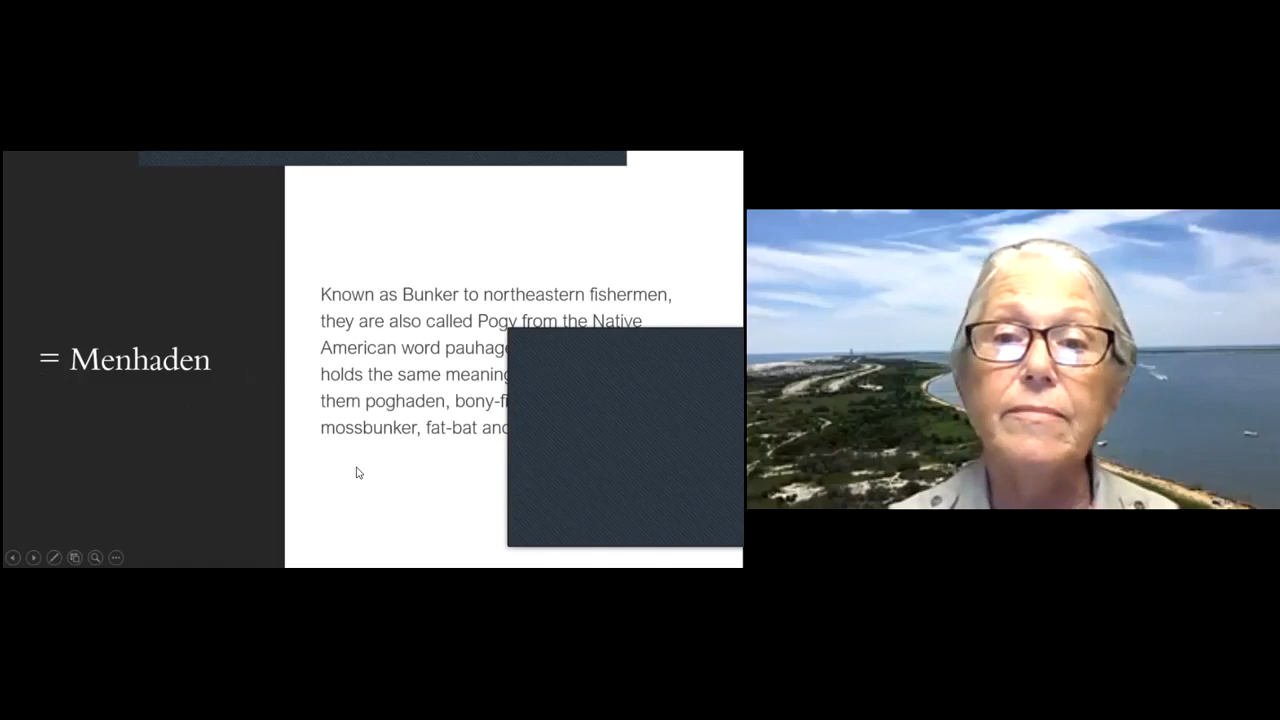 = Menhaden
Known as Bunker to northeastern fishermen,
they are also called Pogy from the Native
American word pauhage
holds the same meaning
them poghaden, bony-fi
mossbunker, fat-bat and